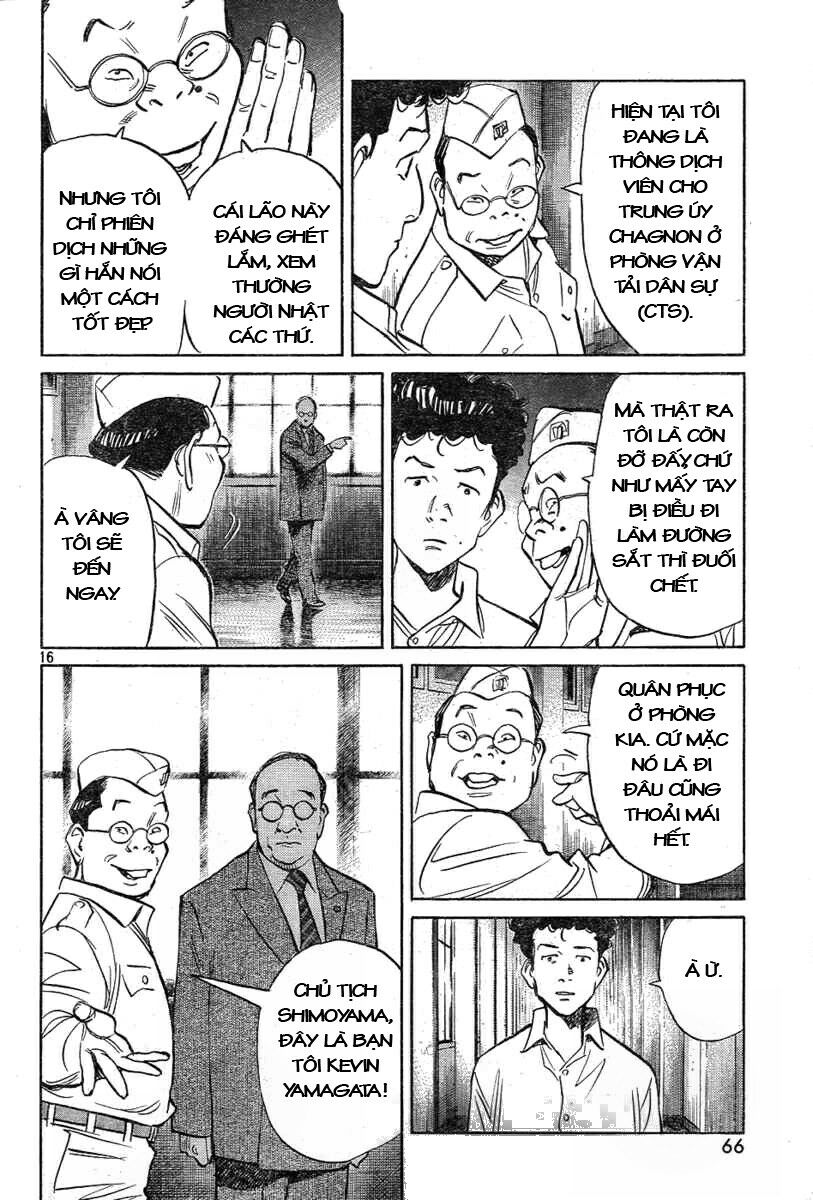 HIỆN TẠI TÔI
ĐANG LÀ
THÔNG DỊCH
VIÊN CHO
TRUNG ÚY
CHAGNON Ở
PHÒNG VẬN
TẢI DÂN SỰ
(CTS).
CÁI LÃO NÀY
ĐÁNG GHÉT
LẮM, XEM
THƯỜNG
NGƯỜI NHẬT
CÁC THỨ.
NHƯNG TÔI
CHỈ PHIÊN
DỊCH NHỮNG
GÌ HẮN NÓI
MỘT CÁCH
TỐT ĐẸP.
MÀ THẬT RA
TÔI LÀ CÒN
ĐỠ ĐẤY, CHỨ
NHƯ MẤY TAY
BỊ ĐIỀU ĐI
LÀM ĐƯỜNG
SẮT THÌ ĐUỐI
CHẾT.
À VÂNG
TÔI SẼ
ĐẾN
NGAY.
16
QUÂN PHỤC
Ở PHÒNG
KIA. CỨ MẶC
NÓ LÀ ĐI
ĐÂU CŨNG
THOẢI MÁI
HẾT.
À Ừ.
CHỦ TỊCH
SHIMOYAMA,
ĐÂY LÀ BẠN
TÔI KEVIN
YAMAGATA!
66